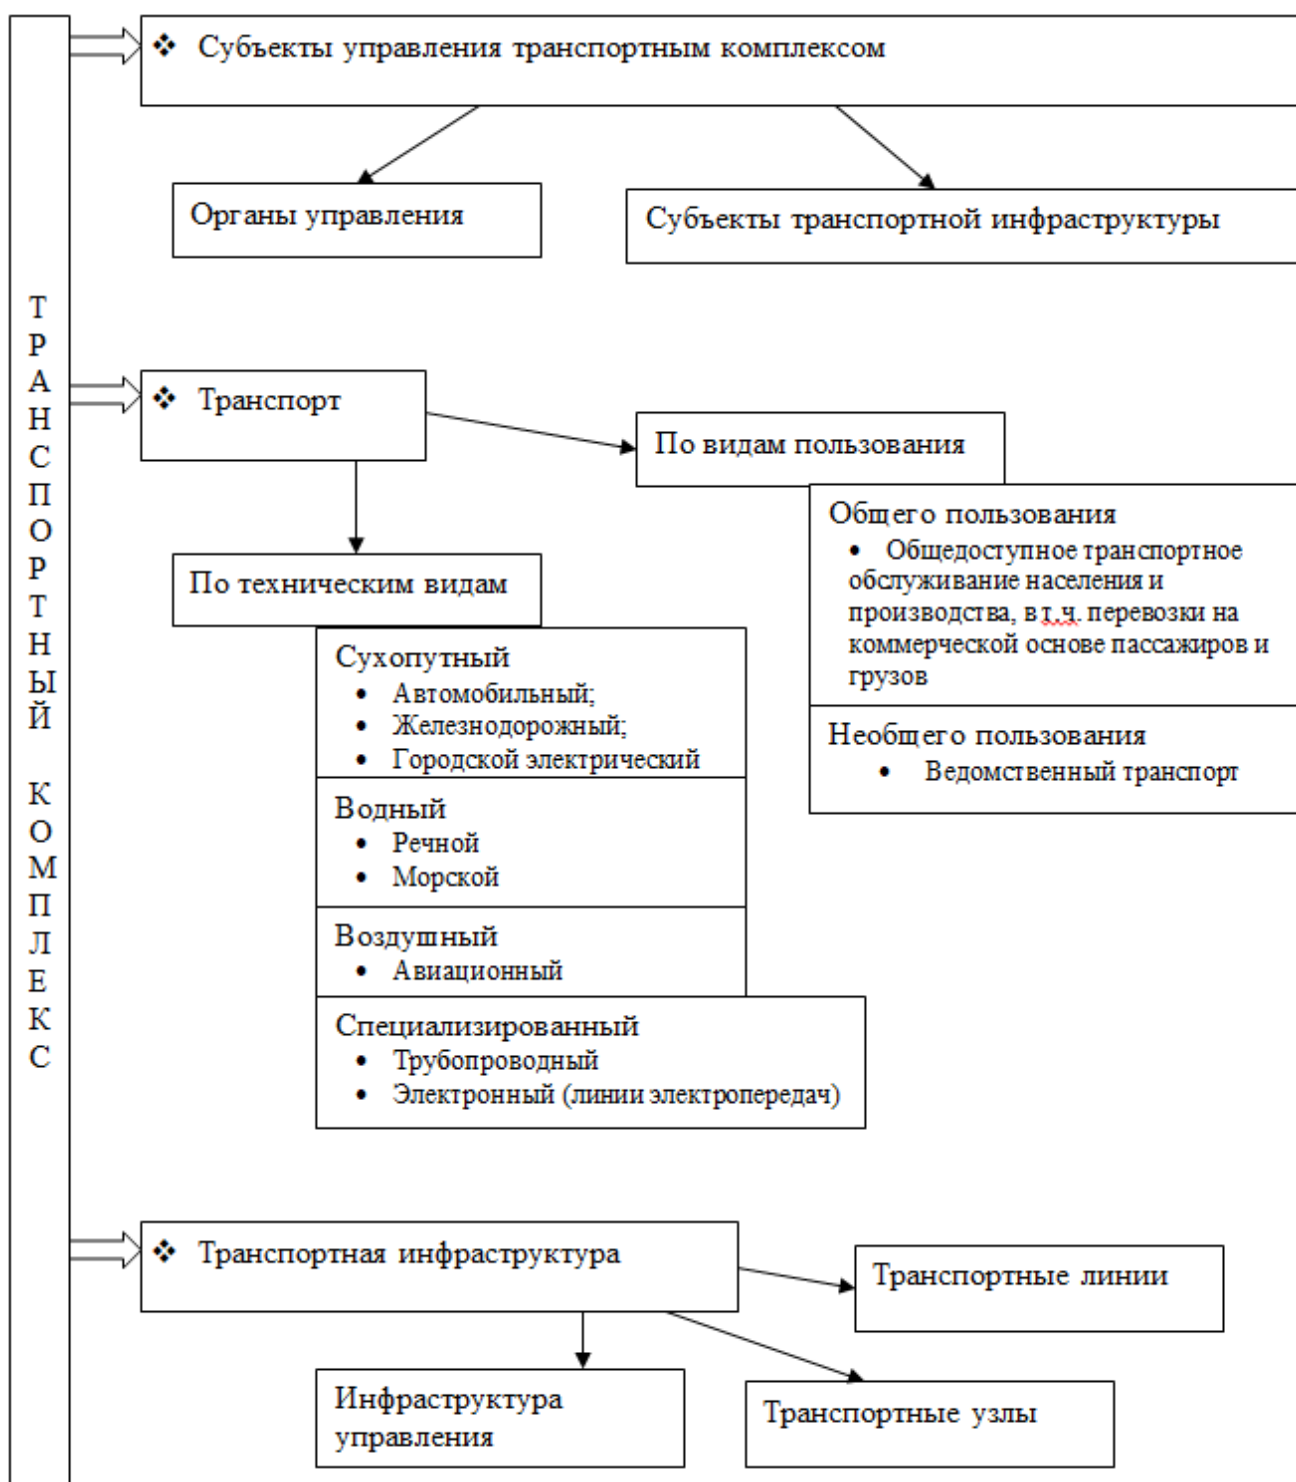 ТРАНСПОРТНЫЙ КОМПЛЕКС
❖ Субъекты управления транспортным комплексом
Органы управления
Субъекты транспортной инфраструктуры
❖ Транспорт
По видам пользования
Общего пользования
• Общедоступное транспортное
обслуживание населения и
производства, в т.ч. перевозки на
коммерческой основе пассажиров и
грузов
Необщего пользования
• Ведомственный транспорт
По техническим видам
Сухопутный
• Автомобильный;
• Железнодорожный;
• Городской электрический
Водный
• Речной
• Морской
Воздушный
• Авиационный
Специализированный
• Трубопроводный
• Электронный (линии электропередач)
❖ Транспортная инфраструктура
Транспортные линии
Инфраструктура
управления
Транспортные узлы